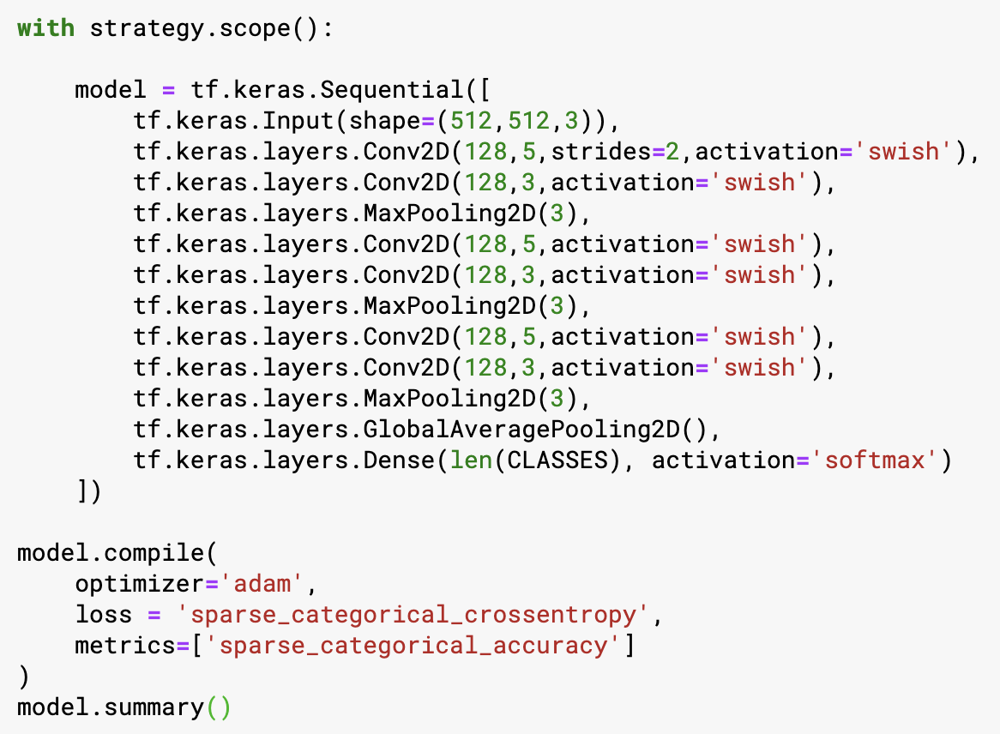 with strategy.scope():
model = tf.keras.Sequential([
tf.keras.Input(shape=(512,512,3)),
tf.keras.layers.Conv2D(128,5,strides=2,activation='swish'),
tf.keras.layers.Conv2D(128,3,activation='swish'),
tf.keras.layers.MaxPooling2D(3),
tf.keras.layers.Conv2D(128,5,activation='swish'),
tf.keras.layers.Conv2D(128,3,activation='swish'),
tf.keras.layers.MaxPooling2D(3),
tf.keras.layers.Conv2D(128,5,activation='swish'),
tf.keras.layers.Conv2D(128,3,activation='swish'),
tf.keras.layers.MaxPooling2D(3),
tf.keras.layers.GlobalAveragePooling2D(),
tf.keras.layers.Dense(len(CLASSES), activation='softmax')
])
model.compile(
optimizer='adam',
loss = 'sparse_categorical_crossentropy',
metrics=['sparse_categorical_accuracy']
)
model.summary()